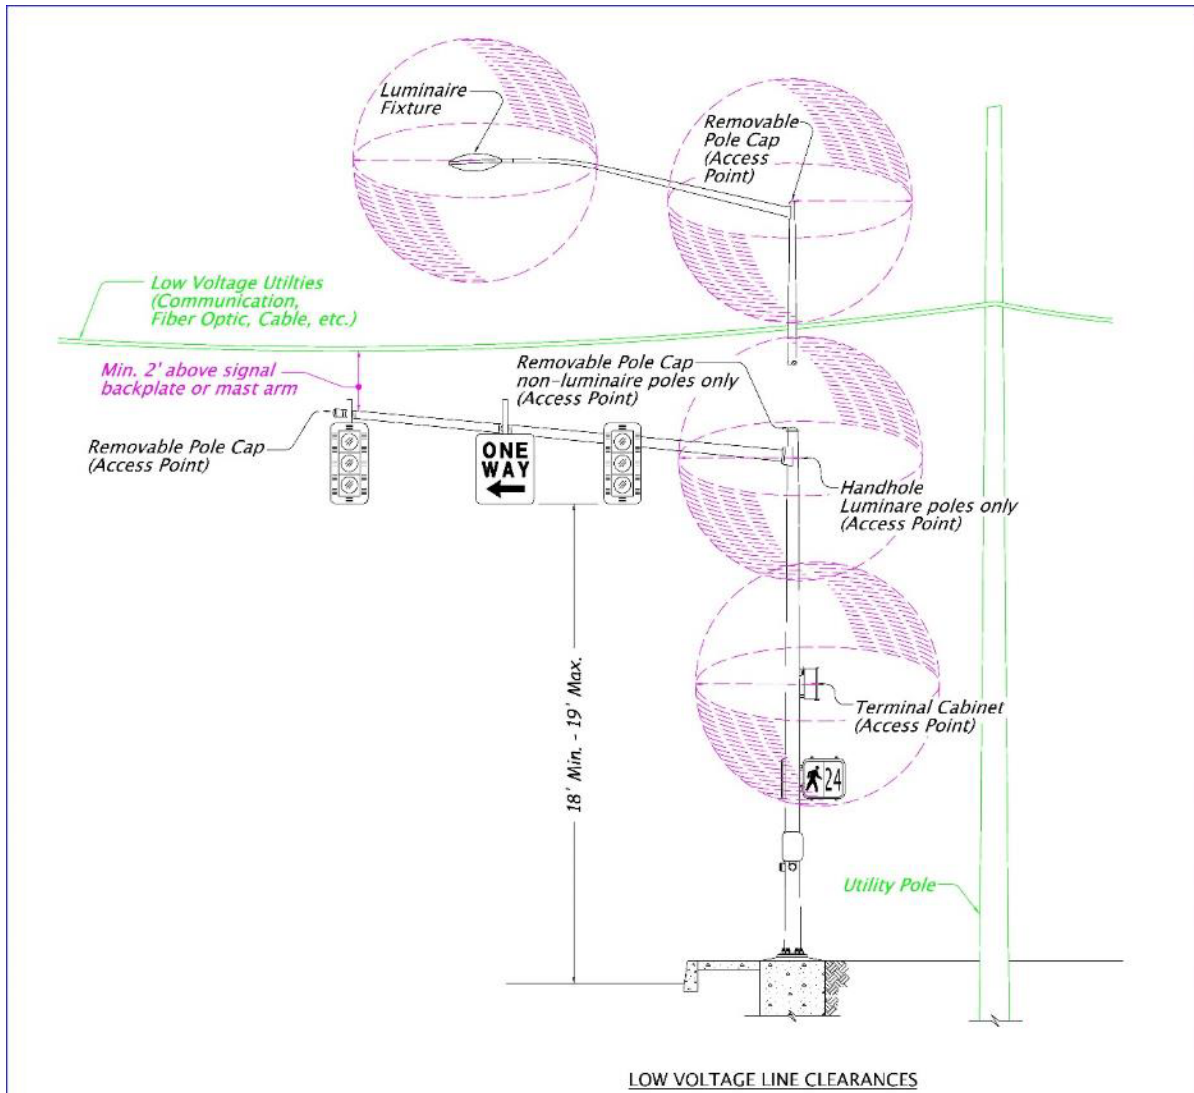 Luminaire
Fixture
Removable
Pole Cap
(Access
Point)
Low Voltage Utilties
(Communication,
Fiber Optic, Cable, etc.)
Min. 2' above signal
backplate or mast arm
Removable Pole Cap
non-luminaire poles only
(Access Point)
Removable Pole Cap
(Access Point)
ONE
WAY
Handhole
Luminare poles only
(Access Point)
18' Min. - 19' Max.
Terminal Cabinet
(Access Point)
24
Utility Pole
LOW VOLTAGE LINE CLEARANCES